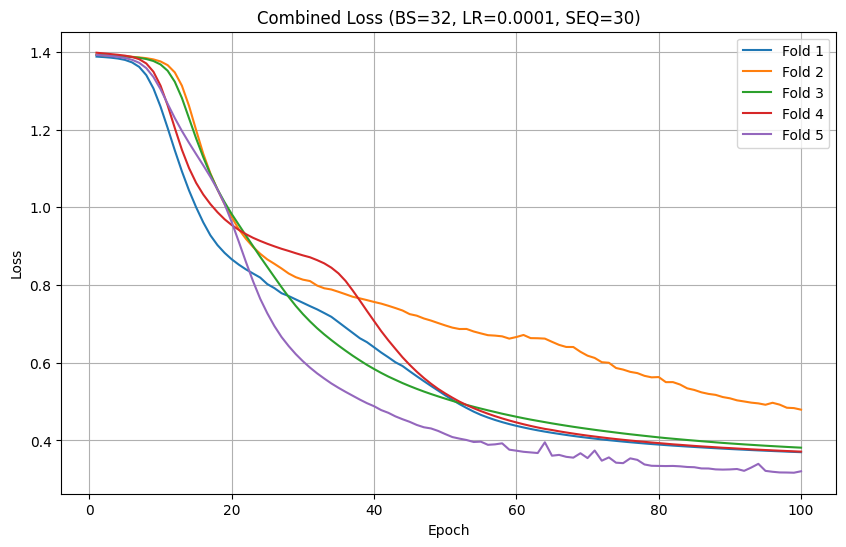 Combined Loss (BS=32, LR=0.0001, SEQ=30)
Fold 1
Fold 2
Fold 3
Fold 4
Fold 5
1.4
1.2
1.0
0.8
0.6
0.4
Loss
0
20
40
60
80
100
Epoch